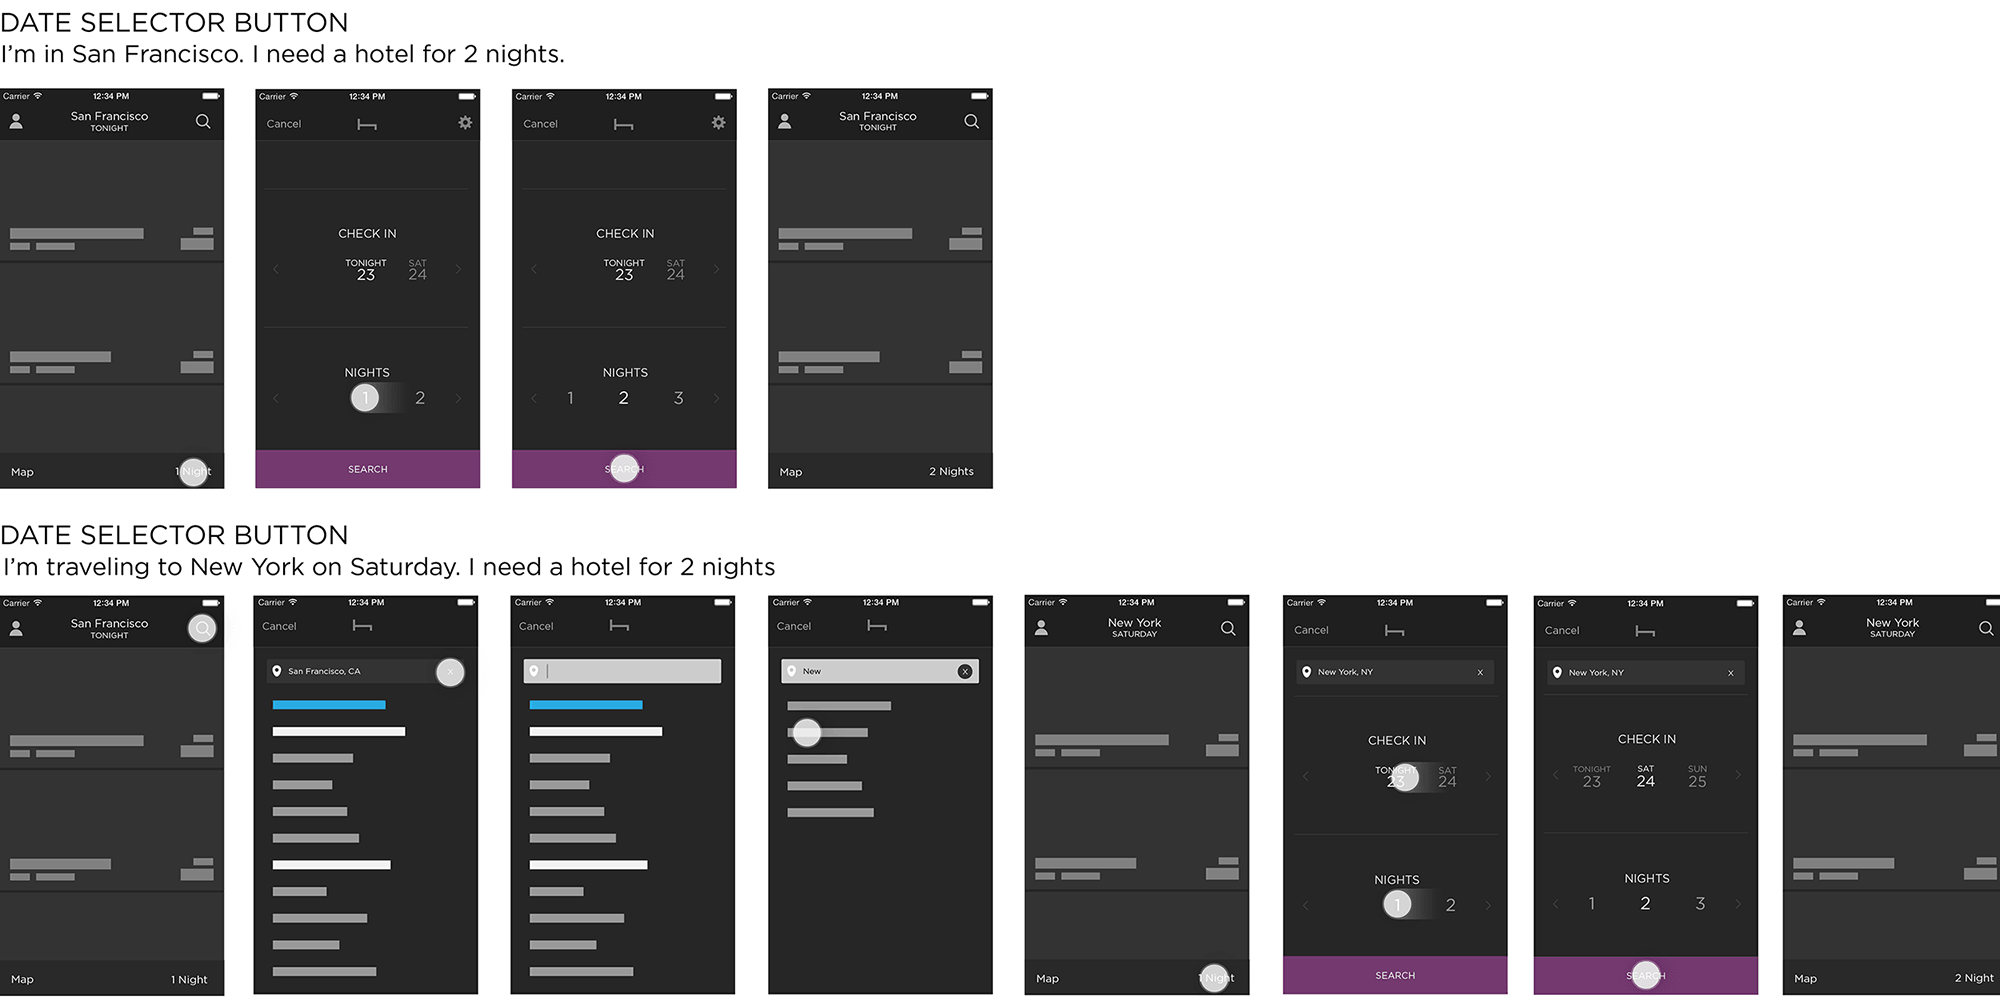 DATE SELECTOR BUTTON
I'm in San Francisco. I need a hotel for 2 nights.
Carrier 12:34 PM
San Francisco
TONIGHT
Map 1 Night
Carrier 12:34 PM
Cancel
CHECK IN
TONIGHT SAT
23 24
NIGHTS
1 2
SEARCH
Carrier 12:34 PM
Cancel
CHECK IN
TONIGHT SAT
23 24
NIGHTS
1 2 3
SEARCH
Carrier 12:34 PM
San Francisco
TONIGHT
Map 2 Nights
DATE SELECTOR BUTTON
I'm traveling to New York on Saturday. I need a hotel for 2 nights
Carrier 12:34 PM
San Francisco
TONIGHT
Map 1 Night
Carrier 12:34 PM
Cancel
San Francisco, CA X
Carrier 12:34 PM
Cancel
Carrier 12:34 PM
Cancel
New X
Carrier 12:34 PM
New York
SATURDAY
Map 1 Night
Carrier 12:34 PM
Cancel
New York, NY X
CHECK IN
TONIGHT SAT
23 24
NIGHTS
1 2
SEARCH
Carrier 12:34 PM
Cancel
New York, NY X
CHECK IN
TONIGHT SAT SUN
23 24 25
NIGHTS
1 2 3
SEARCH
Carrier 12:34 PM
New York
SATURDAY
Map 2 Night